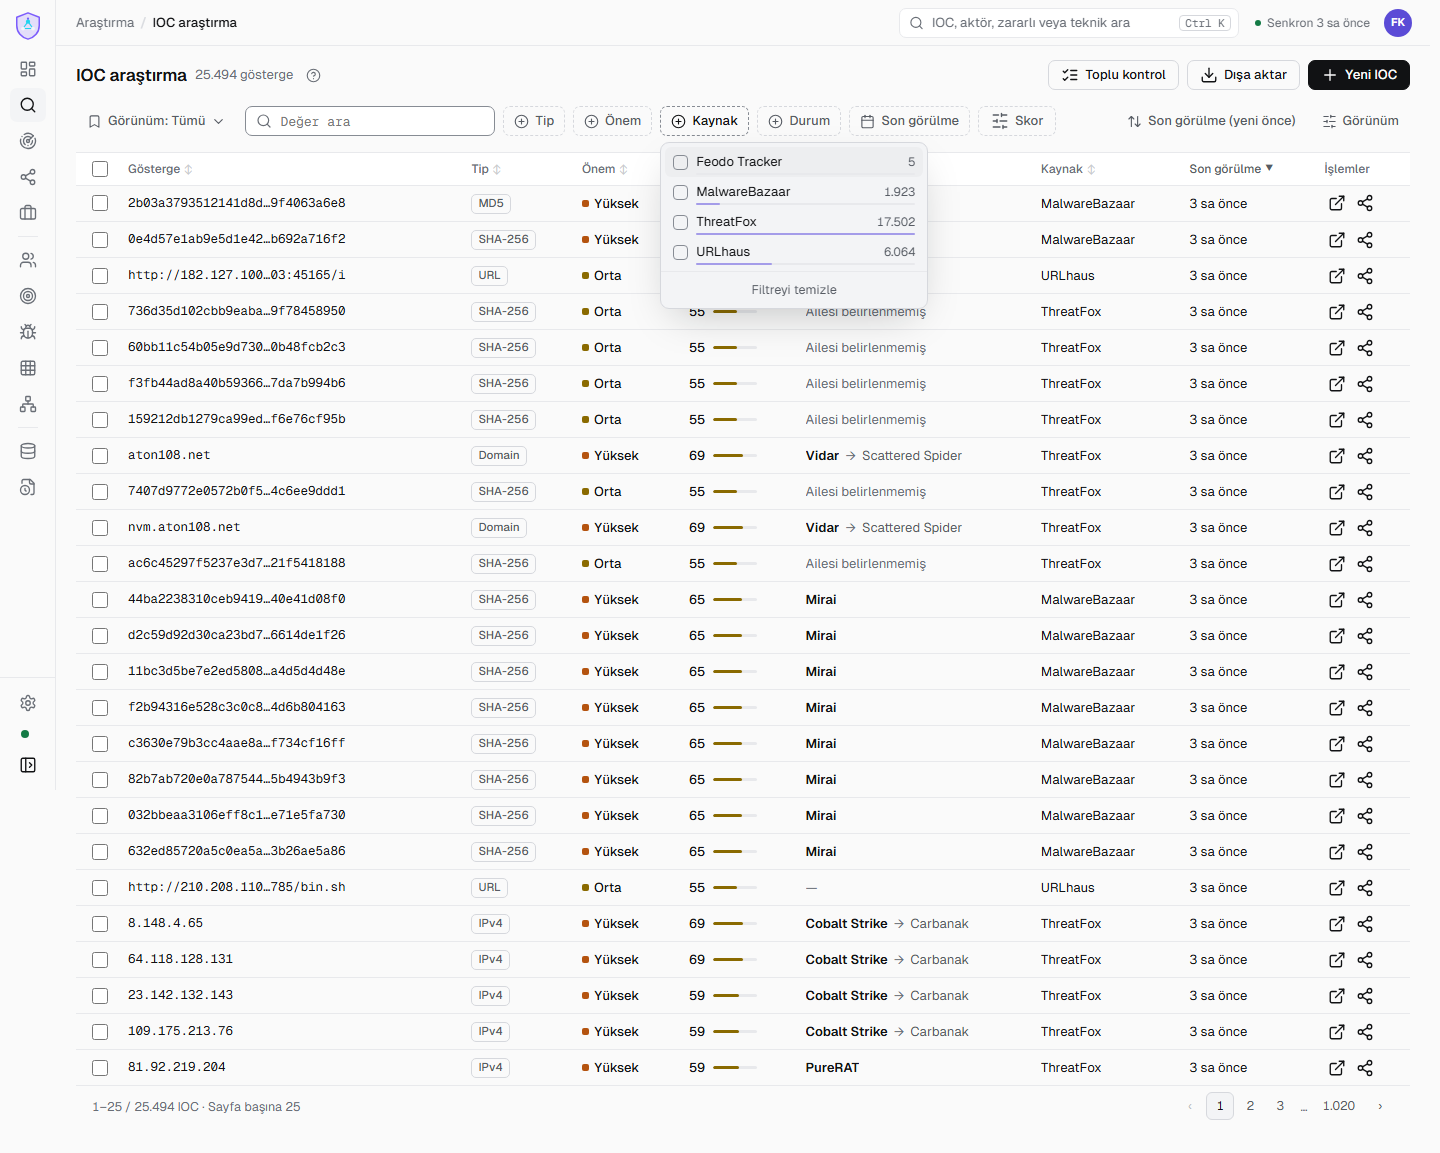 Araştırma / IOC araştırma
IOC, aktör, zararlı veya teknik ara
Ctrl K
Senkron 3 sa önce
FK
IOC araştırma 25.494 gösterge
Toplu kontrol
Dışa aktar
Yeni IOC
Görünüm: Tümü
Değer ara
Tip
Önem
Kaynak
Durum
Son görülme
Skor
Son görülme (yeni önce)
Görünüm
Feodo Tracker 5
MalwareBazaar 1.923
ThreatFox 17.502
URLhaus 6.064
Filtreyi temizle
Gösterge Tip Önem Kaynak Son görülme ▼ İşlemler
2b03a3793512141d8d…9f4063a6e8 MD5 Yüksek MalwareBazaar 3 sa önce
0e4d57e1ab9e5d1e42…b692a716f2 SHA-256 Yüksek MalwareBazaar 3 sa önce
http://182.127.100…03:45165/i URL Orta URLhaus 3 sa önce
736d35d102cbb9eaba…9f78458950 SHA-256 Orta 55 Ailesi belirlenmemiş ThreatFox 3 sa önce
60bb11c54b05e9d730…0b48fcb2c3 SHA-256 Orta 55 Ailesi belirlenmemiş ThreatFox 3 sa önce
f3fb44ad8a40b59366…7da7b994b6 SHA-256 Orta 55 Ailesi belirlenmemiş ThreatFox 3 sa önce
159212db1279ca99ed…f6e76cf95b SHA-256 Orta 55 Ailesi belirlenmemiş ThreatFox 3 sa önce
aton108.net Domain Yüksek 69 Vidar → Scattered Spider ThreatFox 3 sa önce
7407d9772e0572b0f5…4c6ee9ddd1 SHA-256 Orta 55 Ailesi belirlenmemiş ThreatFox 3 sa önce
nvm.aton108.net Domain Yüksek 69 Vidar → Scattered Spider ThreatFox 3 sa önce
ac6c45297f5237e3d7…21f5418188 SHA-256 Orta 55 Ailesi belirlenmemiş ThreatFox 3 sa önce
44ba2238310ceb9419…40e41d08f0 SHA-256 Yüksek 65 Mirai MalwareBazaar 3 sa önce
d2c59d92d30ca23bd7…6614de1f26 SHA-256 Yüksek 65 Mirai MalwareBazaar 3 sa önce
11bc3d5be7e2ed5808…a4d5d4d48e SHA-256 Yüksek 65 Mirai MalwareBazaar 3 sa önce
f2b94316e528c3c0c8…4d6b804163 SHA-256 Yüksek 65 Mirai MalwareBazaar 3 sa önce
c3630e79b3cc4aae8a…f734cf16ff SHA-256 Yüksek 65 Mirai MalwareBazaar 3 sa önce
82b7ab720e0a787544…5b4943b9f3 SHA-256 Yüksek 65 Mirai MalwareBazaar 3 sa önce
032bbeaa3106eff8c1…e71e5fa730 SHA-256 Yüksek 65 Mirai MalwareBazaar 3 sa önce
632ed85720a5c0ea5a…3b26ae5a86 SHA-256 Yüksek 65 Mirai MalwareBazaar 3 sa önce
http://210.208.110…785/bin.sh URL Orta 55 — URLhaus 3 sa önce
8.148.4.65 IPv4 Yüksek 69 Cobalt Strike → Carbanak ThreatFox 3 sa önce
64.118.128.131 IPv4 Yüksek 69 Cobalt Strike → Carbanak ThreatFox 3 sa önce
23.142.132.143 IPv4 Yüksek 59 Cobalt Strike → Carbanak ThreatFox 3 sa önce
109.175.213.76 IPv4 Yüksek 59 Cobalt Strike → Carbanak ThreatFox 3 sa önce
81.92.219.204 IPv4 Yüksek 59 PureRAT ThreatFox 3 sa önce
1–25 / 25.494 IOC · Sayfa başına 25
‹ 1 2 3 … 1.020 ›